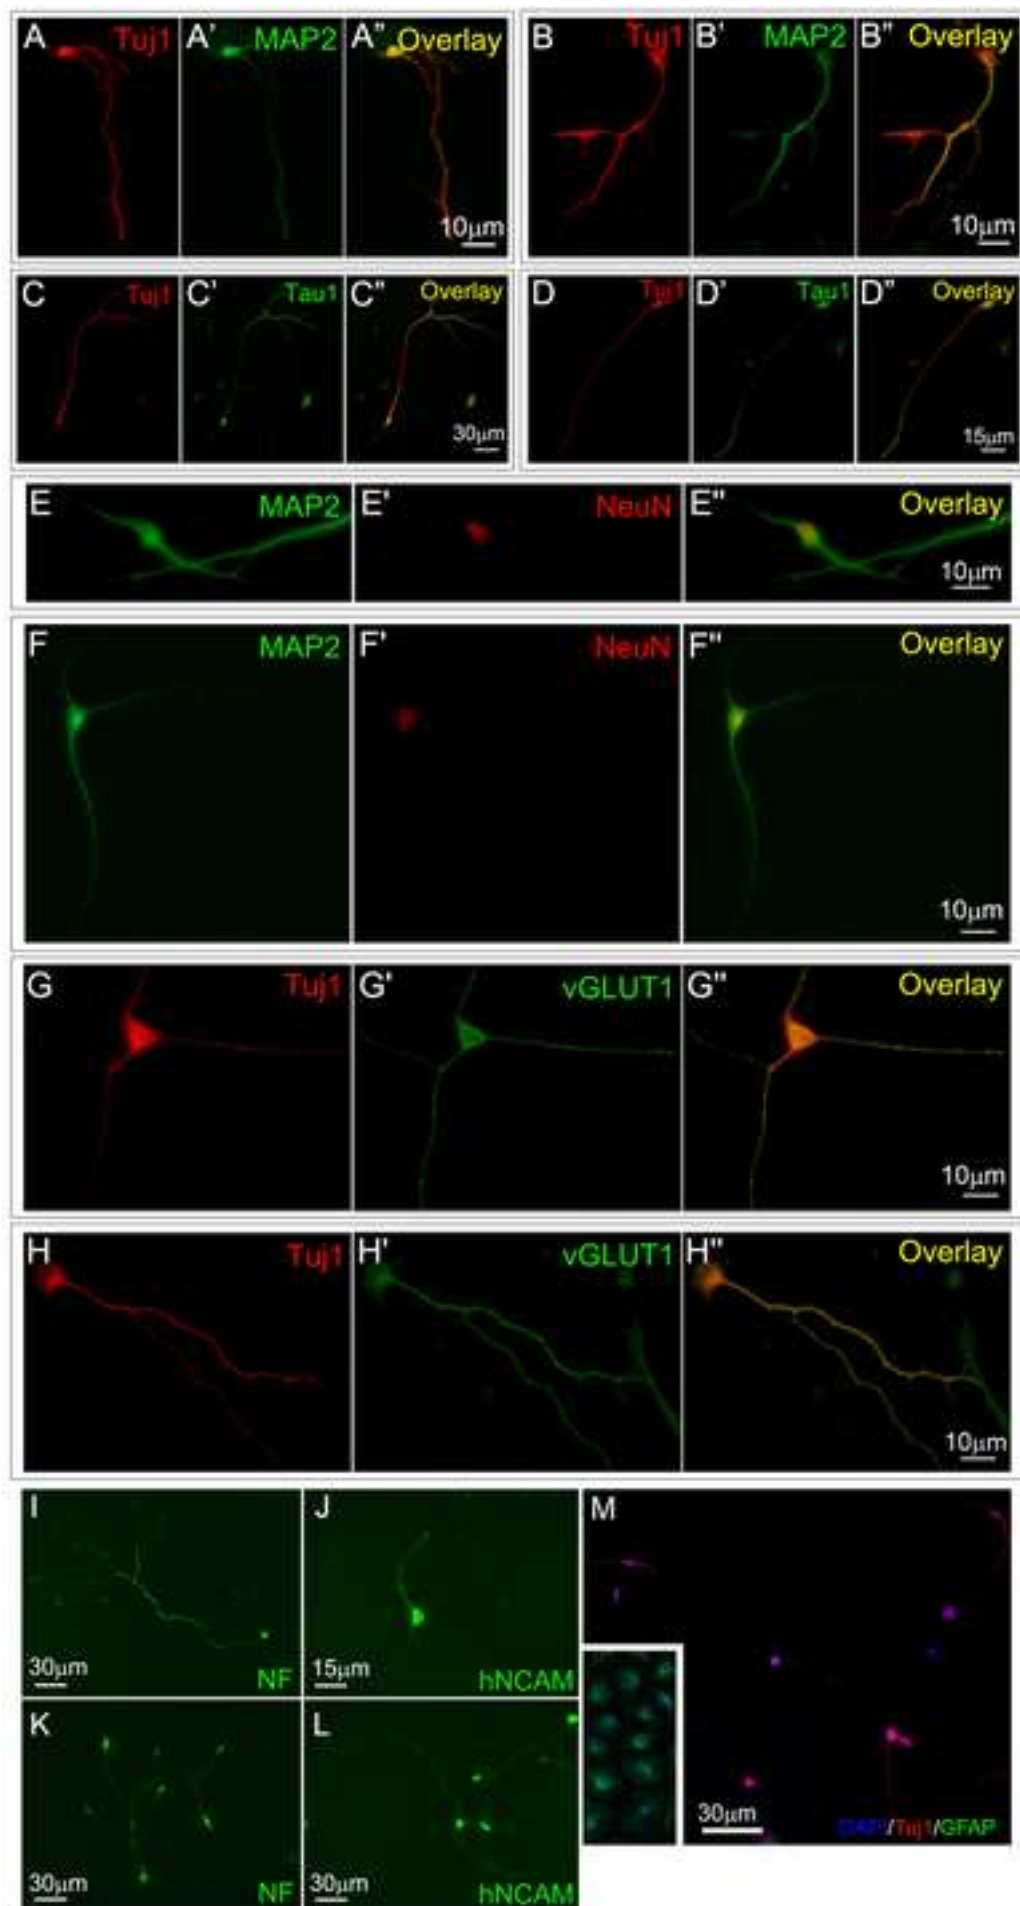 A Tuj1 A' MAP2 A" Overlay
10μm
B Tuj1 B' MAP2 B" Overlay
10μm
C Tuj1 C' Tau1 C" Overlay
30μm
D Tuj1 D' Tau1 D" Overlay
15μm
E MAP2 E' NeuN E" Overlay
10μm
F MAP2 F' NeuN F" Overlay
10μm
G Tuj1 G' vGLUT1 G" Overlay
10μm
H Tuj1 H' vGLUT1 H" Overlay
10μm
I
30μm NF
J
15μm hNCAM
K
30μm NF
L
30μm hNCAM
M
30μm DAPI/Tuj1/GFAP